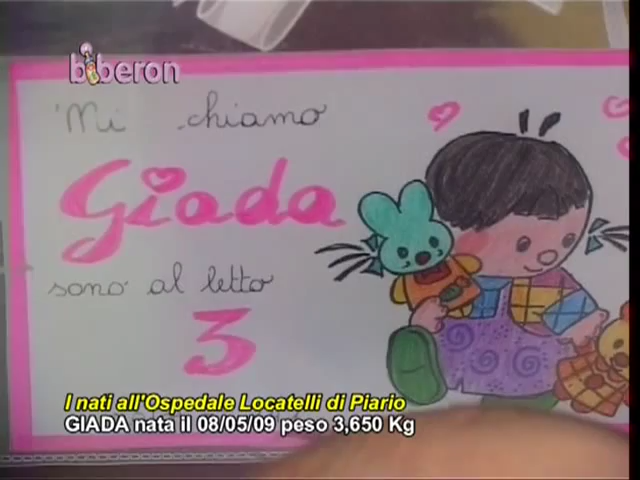 biberon
Mi chiamo
Giada
sono al letto
3
I nati all'Ospedale Locatelli di Piario
GIADA nata il 08/05/09 peso 3,650 Kg